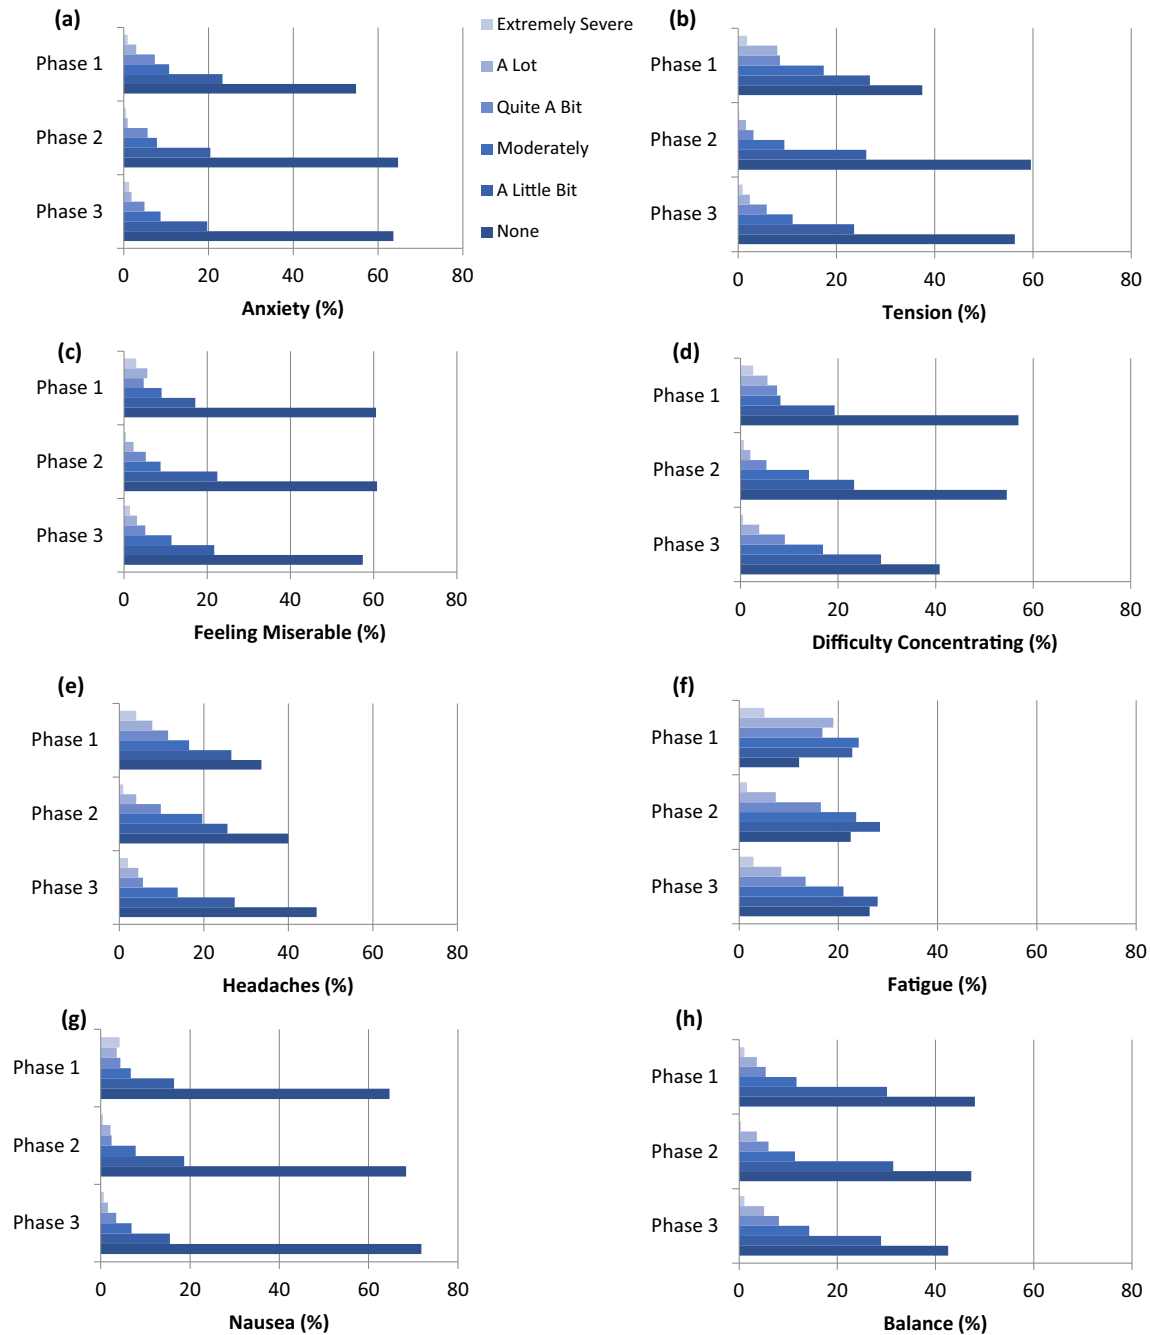 (a)
Phase 1
Phase 2
Phase 3
0 20 40 60 80
Anxiety (%)
Extremely Severe
A Lot
Quite A Bit
Moderately
A Little Bit
None
(b)
Phase 1
Phase 2
Phase 3
0 20 40 60 80
Tension (%)
(c)
Phase 1
Phase 2
Phase 3
0 20 40 60 80
Feeling Miserable (%)
(d)
Phase 1
Phase 2
Phase 3
0 20 40 60 80
Difficulty Concentrating (%)
(e)
Phase 1
Phase 2
Phase 3
0 20 40 60 80
Headaches (%)
(f)
Phase 1
Phase 2
Phase 3
0 20 40 60 80
Fatigue (%)
(g)
Phase 1
Phase 2
Phase 3
0 20 40 60 80
Nausea (%)
(h)
Phase 1
Phase 2
Phase 3
0 20 40 60 80
Balance (%)